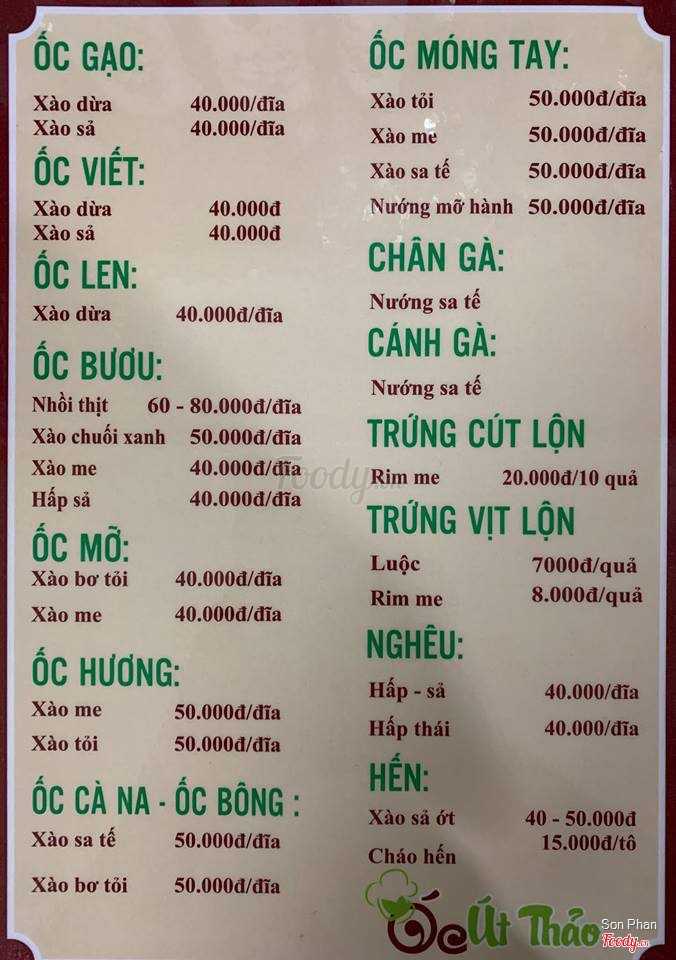 ỐC GẠO:
Xào dừa 40.000/đĩa
Xào sả 40.000/đĩa
ỐC VIẾT:
Xào dừa 40.000đ
Xào sả 40.000đ
ỐC LEN:
Xào dừa 40.000đ/đĩa
ỐC BƯƠU:
Nhồi thịt 60 - 80.000đ/đĩa
Xào chuối xanh 50.000đ/đĩa
Xào me 40.000đ/đĩa
Hấp sả 40.000đ/đĩa
ỐC MỠ:
Xào bơ tỏi 40.000đ/đĩa
Xào me 40.000đ/đĩa
ỐC HƯƠNG:
Xào me 50.000đ/đĩa
Xào tỏi 50.000đ/đĩa
ỐC CÀ NA - ỐC BÔNG :
Xào sa tế 50.000đ/đĩa
Xào bơ tỏi 50.000đ/đĩa
ỐC MÓNG TAY:
Xào tỏi 50.000đ/đĩa
Xào me 50.000đ/đĩa
Xào sa tế 50.000đ/đĩa
Nướng mỡ hành 50.000đ/đĩa
CHÂN GÀ:
Nướng sa tế
CÁNH GÀ:
Nướng sa tế
TRỨNG CÚT LỘN
Rim me 20.000đ/10 quả
TRỨNG VỊT LỘN
Luộc 7000đ/quả
Rim me 8.000đ/quả
NGHÊU:
Hấp - sả 40.000/đĩa
Hấp thái 40.000/đĩa
HẾN:
Xào sả ớt 40 - 50.000đ
Cháo hến 15.000đ/tô
Ốc Út Thảo
Son Phan
Foody.vn
Foody.vn